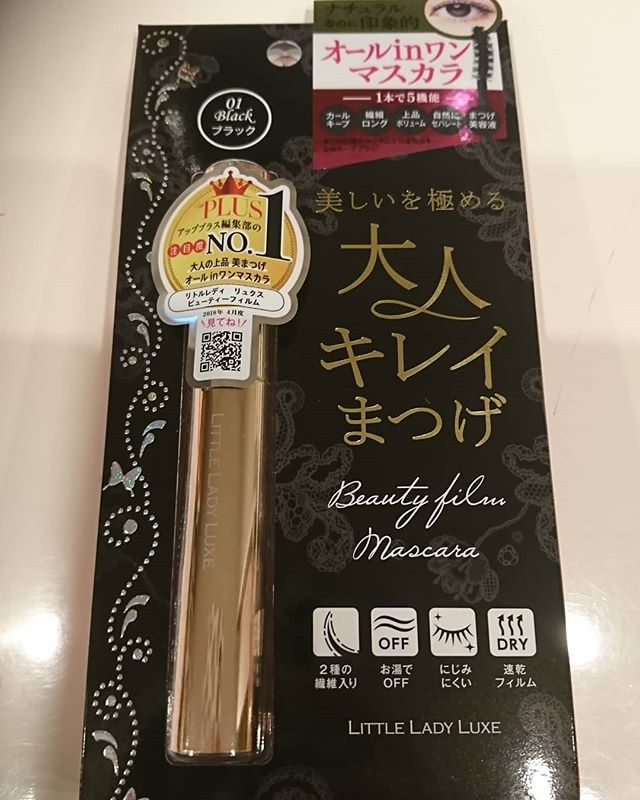 ナチュラル
なのに印象的
オールinワン
マスカラ
1本で5機能
カール
キープ
繊細
ロング
上品
ボリューム
自然に
セパレート
まつげ
美容液
01
Black
ブラック
PLUS
アッププラス編集部の
注目度 NO.1
大人の上品 美まつげ
オールinワンマスカラ
リトルレディ リュクス
ビューティーフィルム
2018年 4月度
見てね!
美しいを極める
大人
キレイ
まつげ
Beauty film
Mascara
LITTLE LADY LUXE
2種の
繊維入り
OFF
お湯で
OFF
にじみ
にくい
DRY
速乾
フィルム
LITTLE LADY LUXE